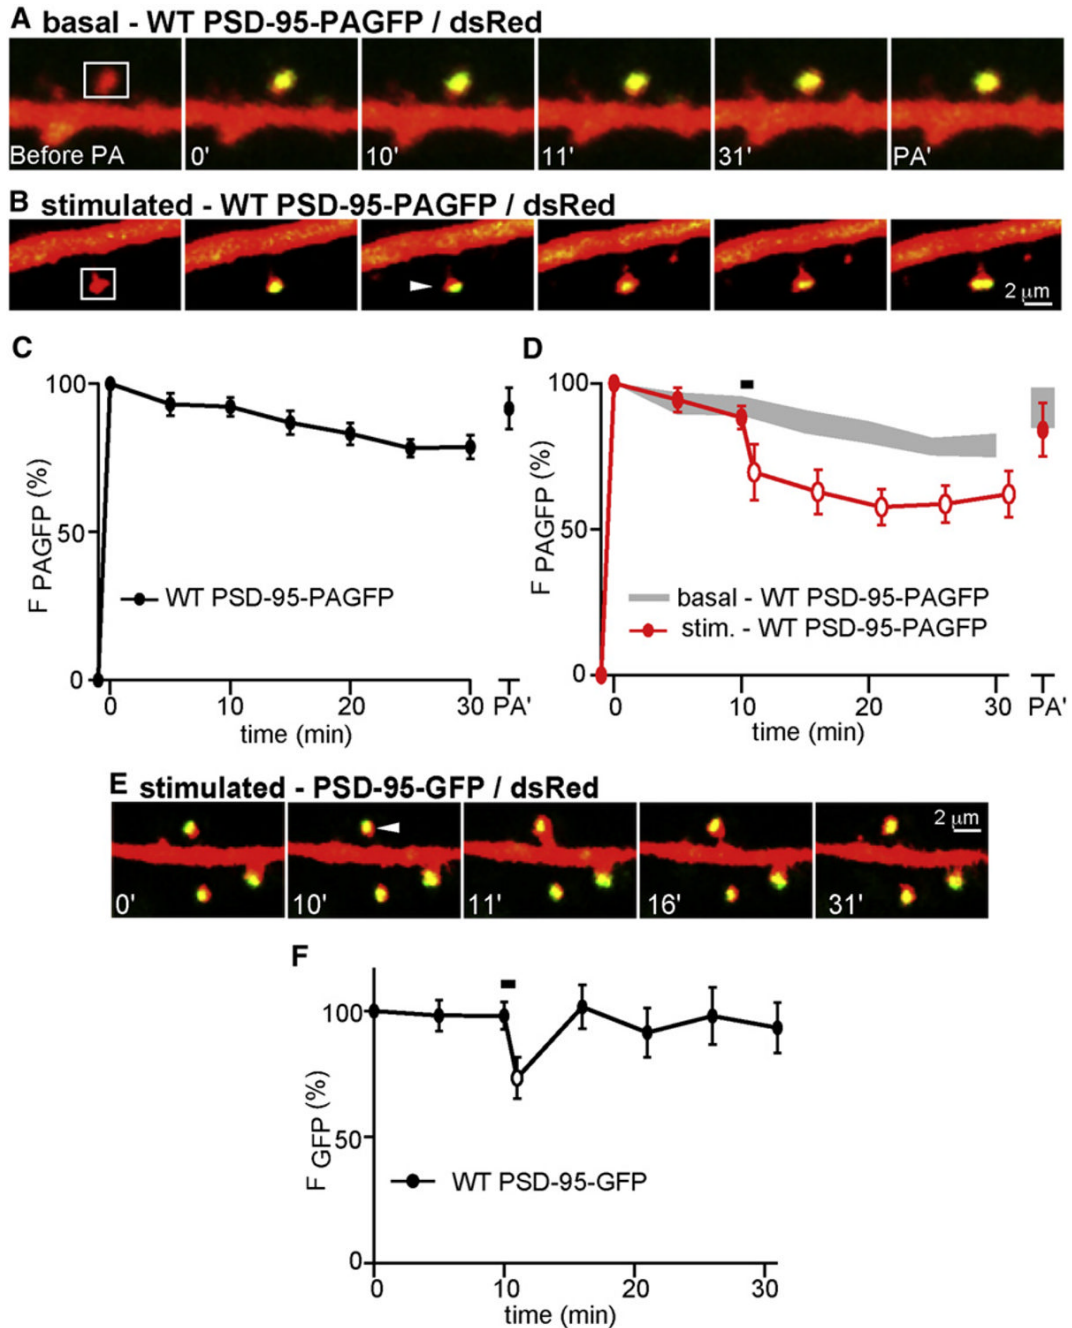 A basal - WT PSD-95-PAGFP / dsRed
Before PA 0' 10' 11' 31' PA'
B stimulated - WT PSD-95-PAGFP / dsRed
2 μm
C
100
50
0
F PAGFP (%)
WT PSD-95-PAGFP
0 10 20 30 PA'
time (min)
D
100
50
0
F PAGFP (%)
basal - WT PSD-95-PAGFP
stim. - WT PSD-95-PAGFP
0 10 20 30 PA'
time (min)
E stimulated - PSD-95-GFP / dsRed
2 μm
0' 10' 11' 16' 31'
F
100
50
0
F GFP (%)
WT PSD-95-GFP
0 10 20 30
time (min)